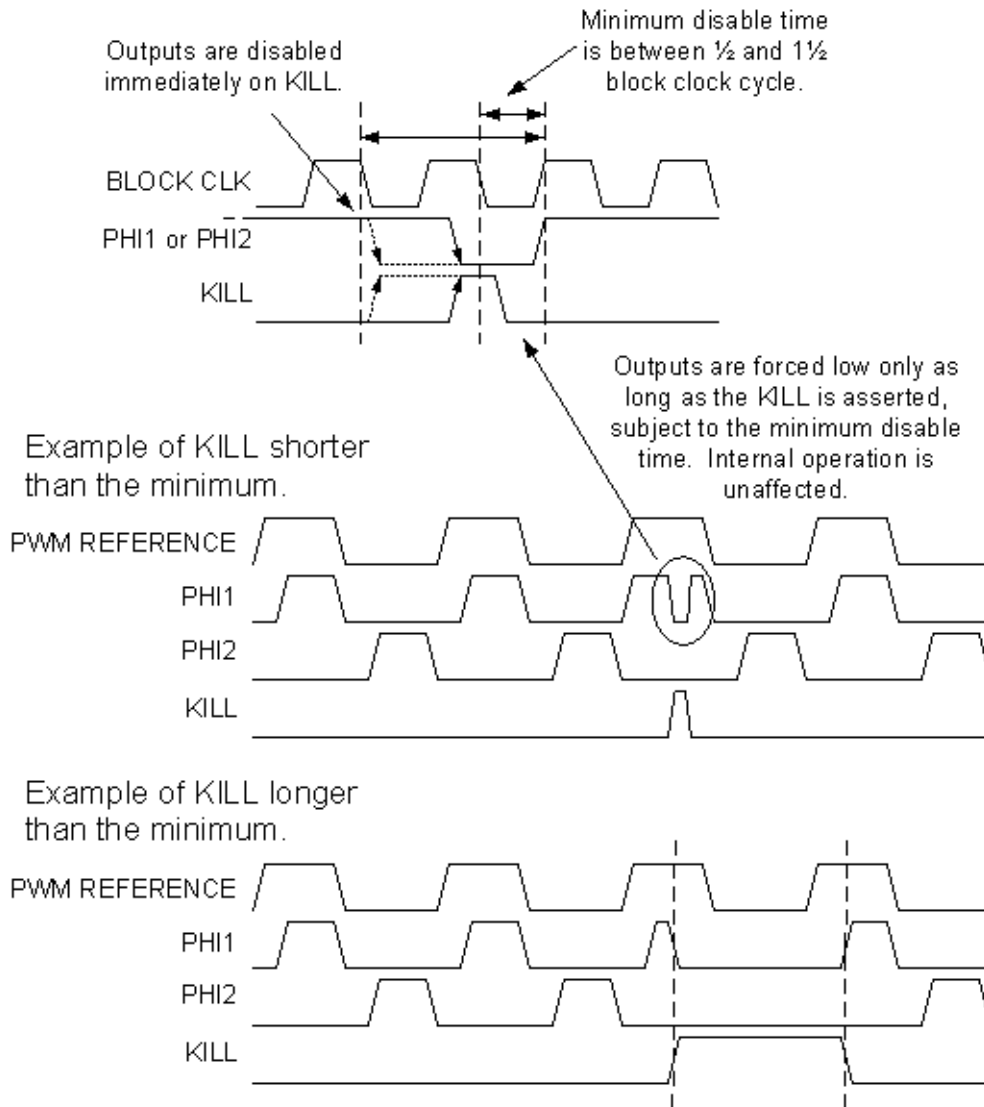 Minimum disable time
is between ½ and 1½
block clock cycle.
Outputs are disabled
immediately on KILL.
BLOCK CLK
PHI1 or PHI2
KILL
Outputs are forced low only as
long as the KILL is asserted,
subject to the minimum disable
time. Internal operation is
unaffected.
Example of KILL shorter
than the minimum.
PWM REFERENCE
PHI1
PHI2
KILL
Example of KILL longer
than the minimum.
PWM REFERENCE
PHI1
PHI2
KILL